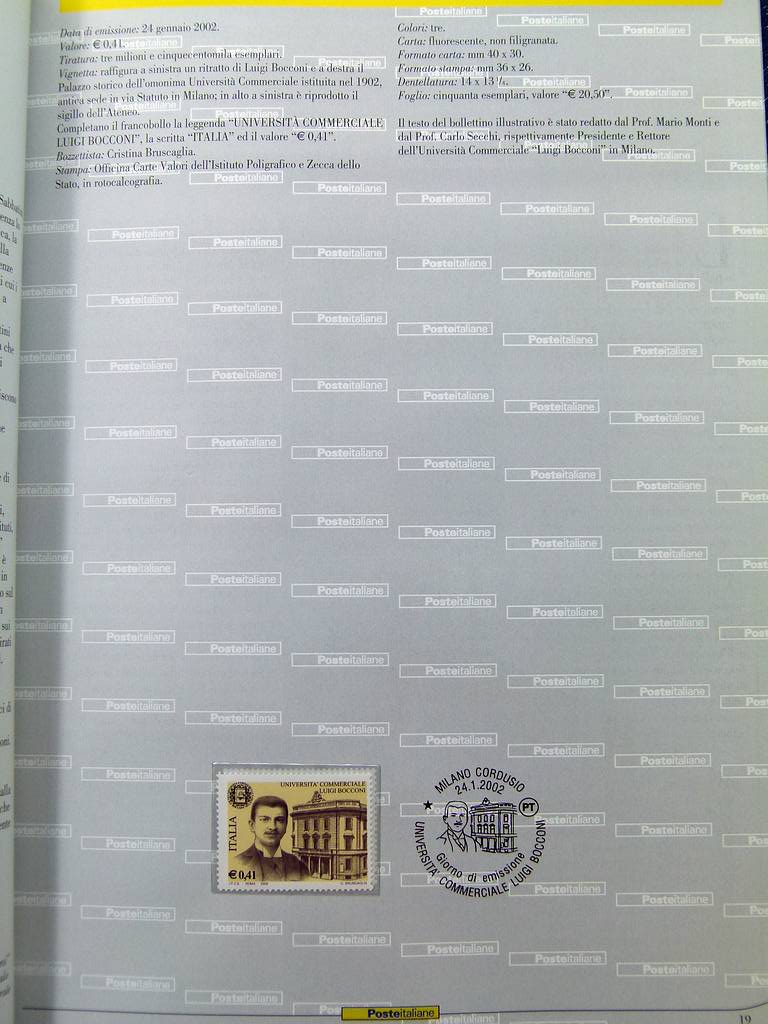 Data di emissione: 24 gennaio 2002.
Valore: € 0,41.
Tiratura: tre milioni e cinquecentomila esemplari.
Vignetta: raffigura a sinistra un ritratto di Luigi Bocconi e a destra il
Palazzo storico dell'omonima Università Commerciale istituita nel 1902,
antica sede in via Statuto in Milano; in alto a sinistra è riprodotto il
sigillo dell'Ateneo.
Completano il francobollo la leggenda “UNIVERSITÀ COMMERCIALE
LUIGI BOCCONI”, la scritta “ITALIA” ed il valore “€ 0,41”.
Bozzettista: Cristina Bruscaglia.
Stampa: Officina Carte Valori dell'Istituto Poligrafico e Zecca dello
Stato, in rotocalcografia.
Colori: tre.
Carta: fluorescente, non filigranata.
Formato carta: mm 40 x 30.
Formato stampa: mm 36 x 26.
Dentellatura: 14 x 13 ¼.
Foglio: cinquanta esemplari, valore “€ 20,50”.
Il testo del bollettino illustrativo è stato redatto dal Prof. Mario Monti e
dal Prof. Carlo Secchi, rispettivamente Presidente e Rettore
dell'Università Commerciale “Luigi Bocconi” in Milano.
UNIVERSITA' COMMERCIALE
LUIGI BOCCONI
ITALIA
€ 0,41
MILANO CORDUSIO
24.1.2002
PT
Giorno di emissione
UNIVERSITÀ COMMERCIALE LUIGI BOCCONI
Posteitaliane
19